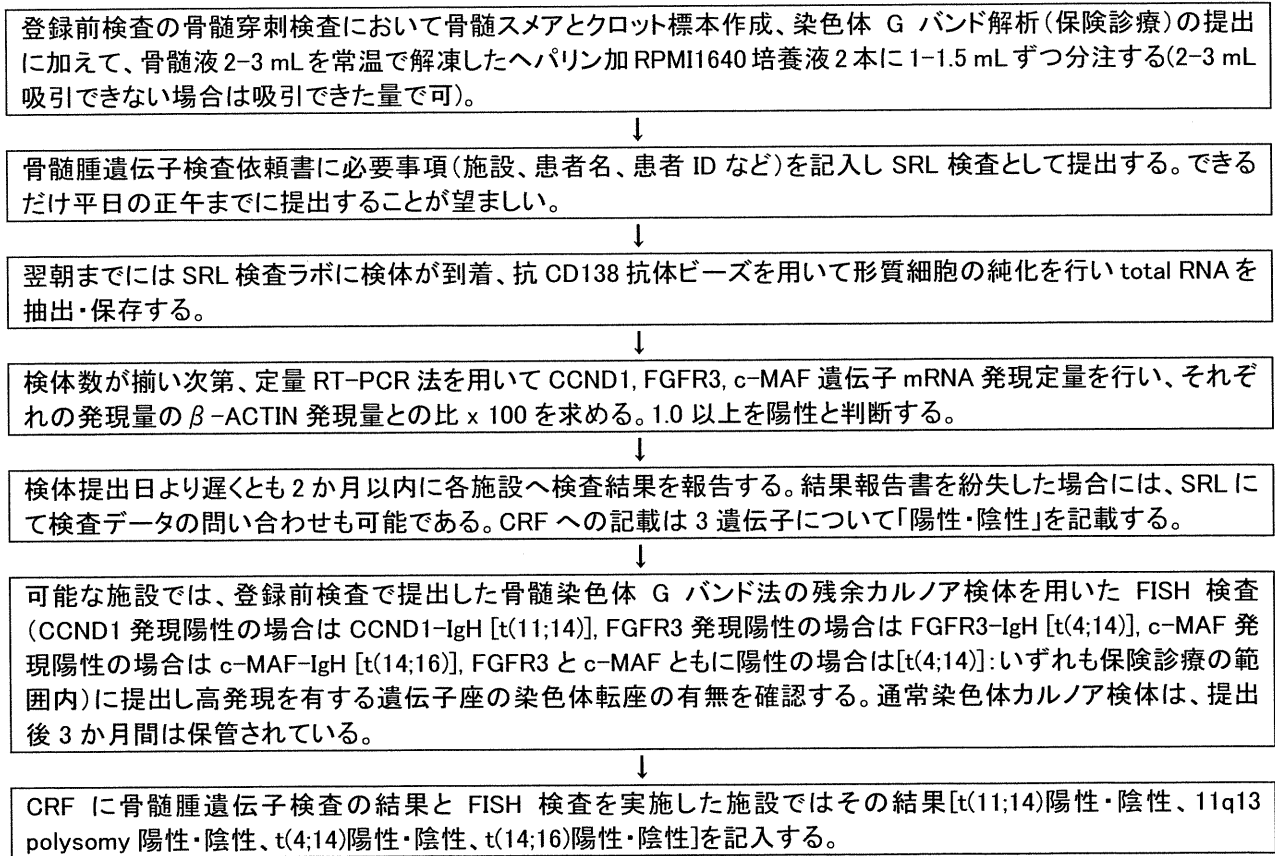 登録前検査の骨髄穿刺検査において骨髄スメアとクロット標本作成、染色体 G バンド解析(保険診療)の提出
に加えて、骨髄液 2-3 mL を常温で解凍したヘパリン加 RPMI1640 培養液 2 本に 1-1.5 mL ずつ分注する(2-3 mL
吸引できない場合は吸引できた量で可)。
↓
骨髄腫遺伝子検査依頼書に必要事項(施設、患者名、患者 ID など)を記入し SRL 検査として提出する。できる
だけ平日の正午までに提出することが望ましい。
↓
翌朝までには SRL 検査ラボに検体が到着、抗 CD138 抗体ビーズを用いて形質細胞の純化を行い total RNA を
抽出・保存する。
↓
検体数が揃い次第、定量 RT-PCR 法を用いて CCND1, FGFR3, c-MAF 遺伝子 mRNA 発現定量を行い、それぞ
れの発現量の β-ACTIN 発現量との比 x 100 を求める。1.0 以上を陽性と判断する。
↓
検体提出日より遅くとも 2 か月以内に各施設へ検査結果を報告する。結果報告書を紛失した場合には、SRL に
て検査データの問い合わせも可能である。CRF への記載は 3 遺伝子について「陽性・陰性」を記載する。
↓
可能な施設では、登録前検査で提出した骨髄染色体 G バンド法の残余カルノア検体を用いた FISH 検査
(CCND1 発現陽性の場合は CCND1-IgH [t(11;14)], FGFR3 発現陽性の場合は FGFR3-IgH [t(4;14)], c-MAF 発
現陽性の場合は c-MAF-IgH [t(14;16)], FGFR3 と c-MAF ともに陽性の場合は[t(4;14)]:いずれも保険診療の範
囲内)に提出し高発現を有する遺伝子座の染色体転座の有無を確認する。通常染色体カルノア検体は、提出
後 3 か月間は保管されている。
↓
CRF に骨髄腫遺伝子検査の結果と FISH 検査を実施した施設ではその結果[t(11;14)陽性・陰性、11q13
polysomy 陽性・陰性、t(4;14)陽性・陰性、t(14;16)陽性・陰性]を記入する。